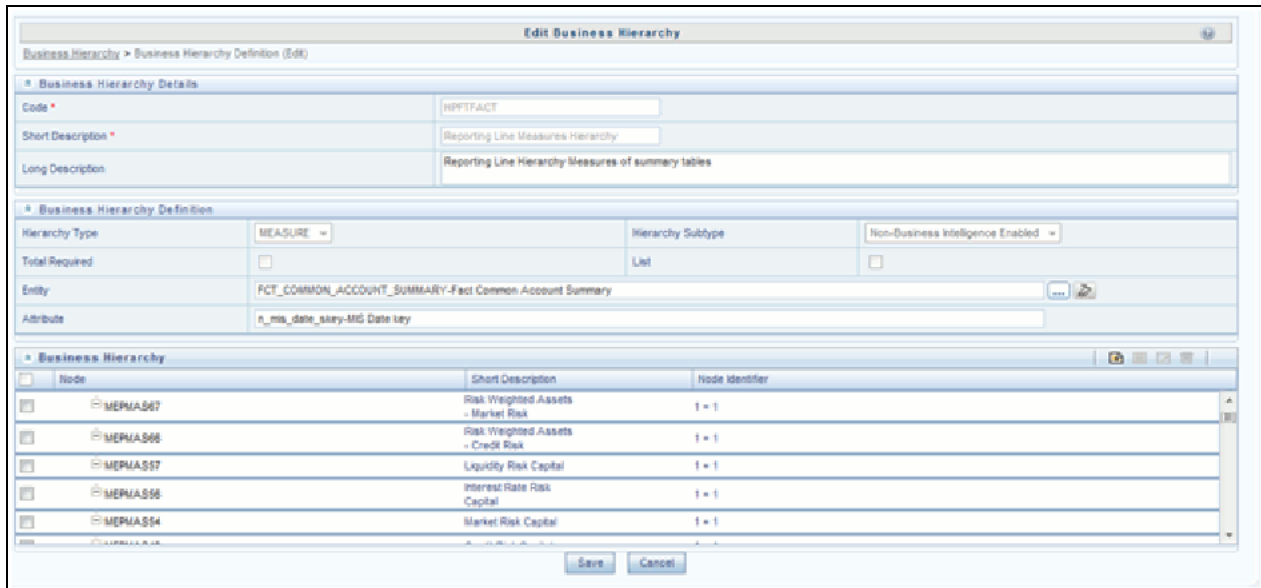 Edit Business Hierarchy
Business Hierarchy > Business Hierarchy Definition (Edit)
Business Hierarchy Details
Code *
HPFTFACT
Short Description *
Reporting Line Measures Hierarchy
Long Description
Reporting Line Hierarchy Measures of summary tables
Business Hierarchy Definition
Hierarchy Type
MEASURE
Hierarchy Subtype
Non-Business Intelligence Enabled
Total Required
List
Entity
FCT_COMMON_ACCOUNT_SUMMARY-Fact Common Account Summary
...
Attribute
n_mis_date_skey-MIS Date key
Business Hierarchy
Node Short Description Node Identifier
MEPMAS67 Risk Weighted Assets 1 = 1
- Market Risk
MEPMAS66 Risk Weighted Assets 1 = 1
- Credit Risk
MEPMAS57 Liquidity Risk Capital 1 = 1
Interest Rate Risk 1 = 1
Capital
MEPMAS54 Market Risk Capital 1 = 1
Save Cancel